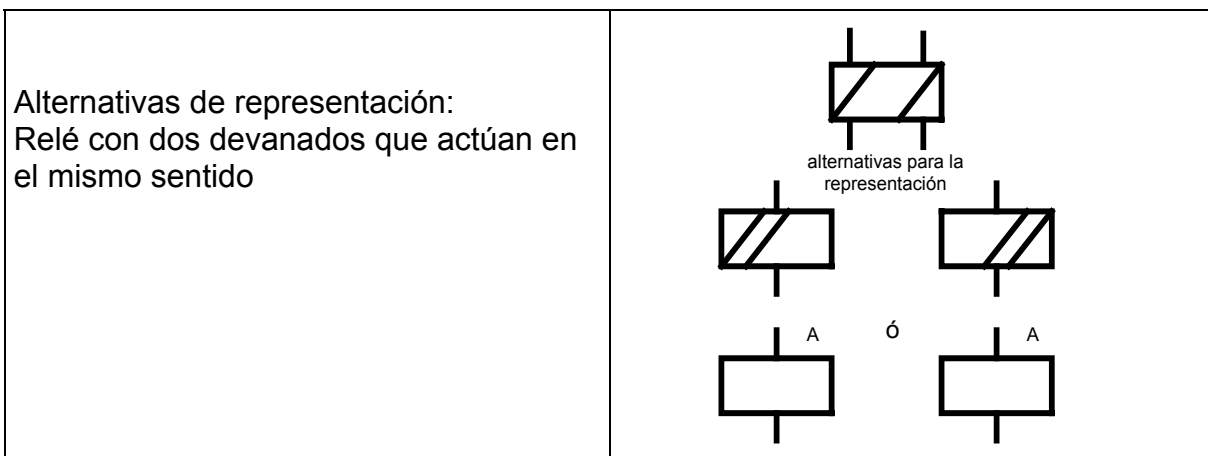 Alternativas de representación:
Relé con dos devanados que actúan en
el mismo sentido
alternativas para la
representación
A ó A